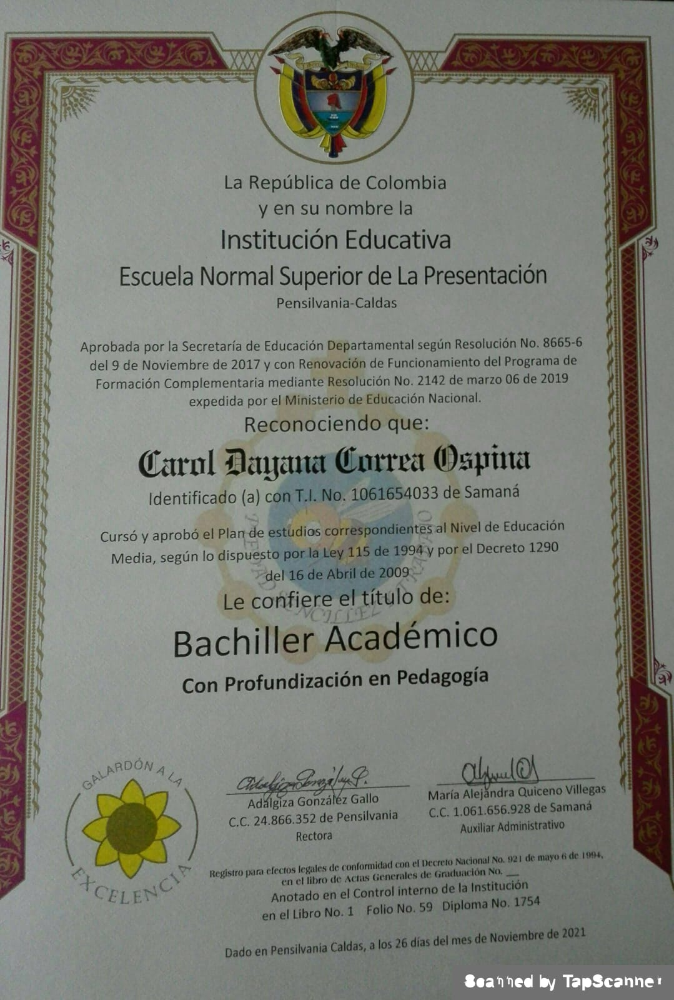 Libertad y Orden
La República de Colombia
y en su nombre la
Institución Educativa
Escuela Normal Superior de La Presentación
Pensilvania-Caldas
Aprobada por la Secretaría de Educación Departamental según Resolución No. 8665-6
del 9 de Noviembre de 2017 y con Renovación de Funcionamiento del Programa de
Formación Complementaria mediante Resolución No. 2142 de marzo 06 de 2019
expedida por el Ministerio de Educación Nacional.
Reconociendo que:
Carol Dayana Correa Ospina
Identificado (a) con T.I. No. 1061654033 de Samaná
Cursó y aprobó el Plan de estudios correspondientes al Nivel de Educación
Media, según lo dispuesto por la Ley 115 de 1994 y por el Decreto 1290
del 16 de Abril de 2009
PIEDAD SENCILLEZ Y TRABAJO
Le confiere el título de:
Bachiller Académico
Con Profundización en Pedagogía
GALARDÓN A LA
EXCELENCIA
Adálgiza González Gallo
C.C. 24.866.352 de Pensilvania
Rectora
María Alejándra Quiceno Villegas
C.C. 1.061.656.928 de Samaná
Auxiliar Administrativo
Registro para efectos legales de conformidad con el Decreto Nacional No. 921 de mayo 6 de 1994,
en el libro de Actas Generales de Graduación No. __
Anotado en el Control interno de la Institución
en el Libro No. 1 Folio No. 59 Diploma No. 1754
Dado en Pensilvania Caldas, a los 26 días del mes de Noviembre de 2021
Scanned by TapScanner